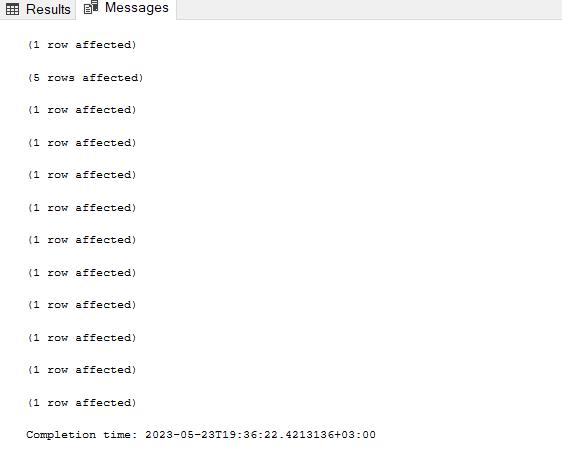 Results Messages
(1 row affected)
(5 rows affected)
(1 row affected)
(1 row affected)
(1 row affected)
(1 row affected)
(1 row affected)
(1 row affected)
(1 row affected)
(1 row affected)
(1 row affected)
(1 row affected)
Completion time: 2023-05-23T19:36:22.4213136+03:00